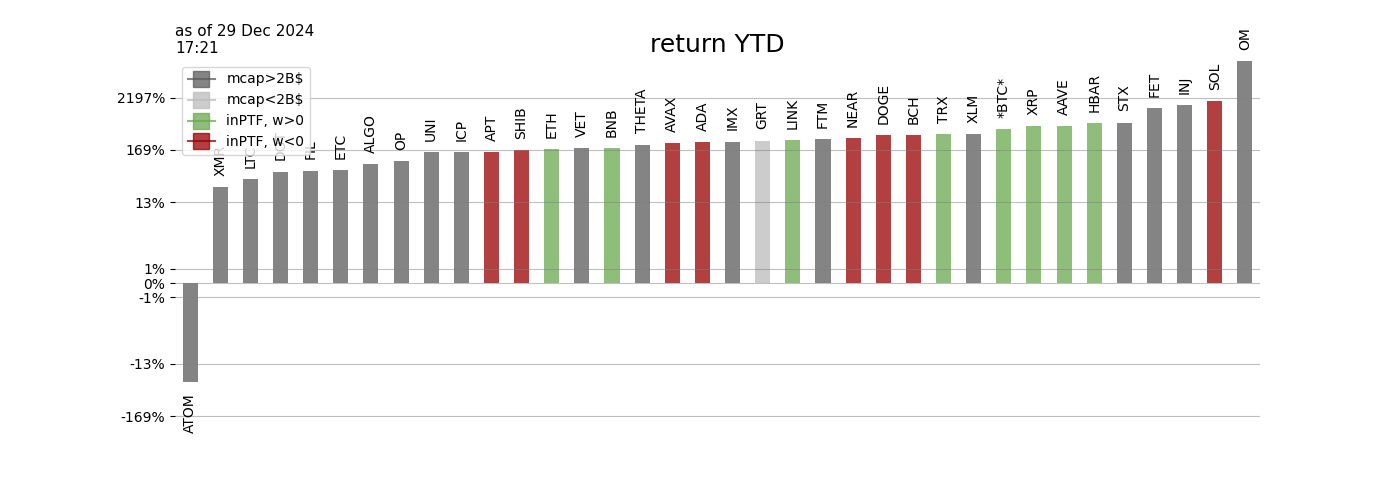 as of 29 Dec 2024
17:21
return YTD
mcap>2B$
mcap<2B$
inPTF, w>0
inPTF, w<0
2197%
169%
13%
1%
0%
-1%
-13%
-169%
ATOM
XMR
LTC
DOT
FIL
ETC
ALGO
OP
UNI
ICP
APT
SHIB
ETH
VET
BNB
THETA
AVAX
ADA
IMX
GRT
LINK
FTM
NEAR
DOGE
BCH
TRX
XLM
*BTC*
XRP
AAVE
HBAR
STX
FET
INJ
SOL
OM